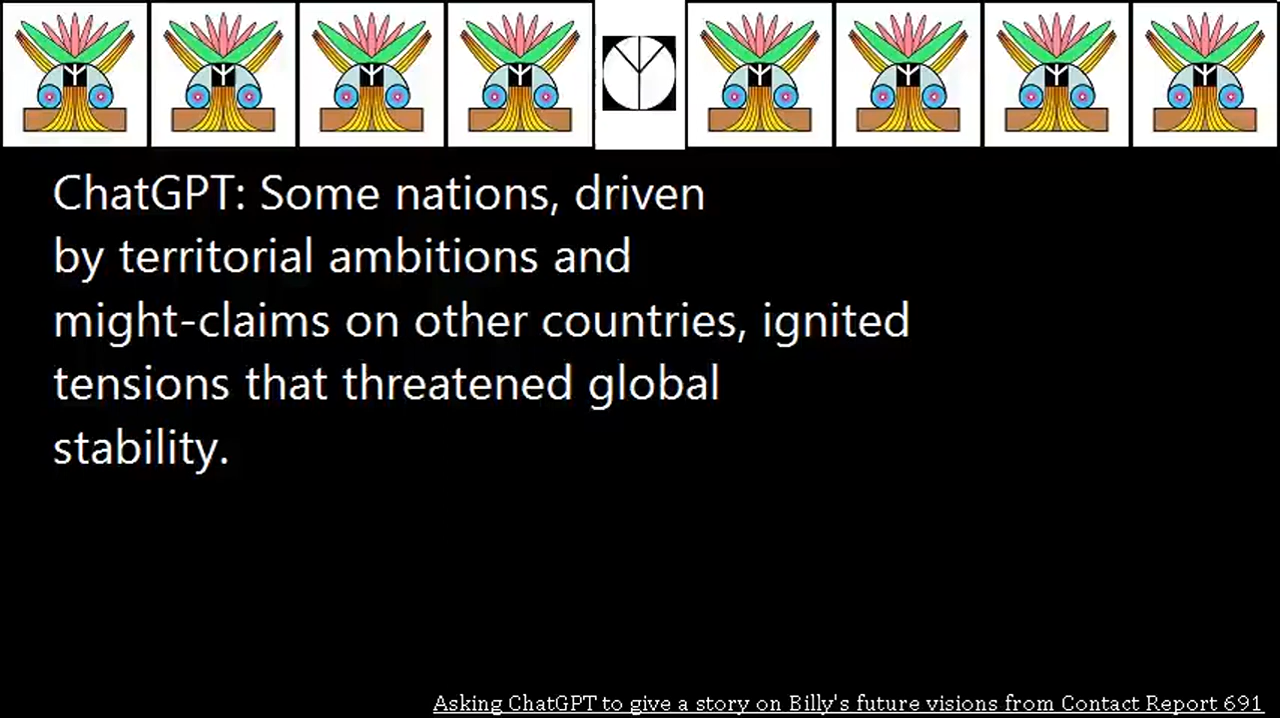 ChatGPT: Some nations, driven
by territorial ambitions and
might-claims on other countries, ignited
tensions that threatened global
stability.
Asking ChatGPT to give a story on Billy's future visions from Contact Report 691